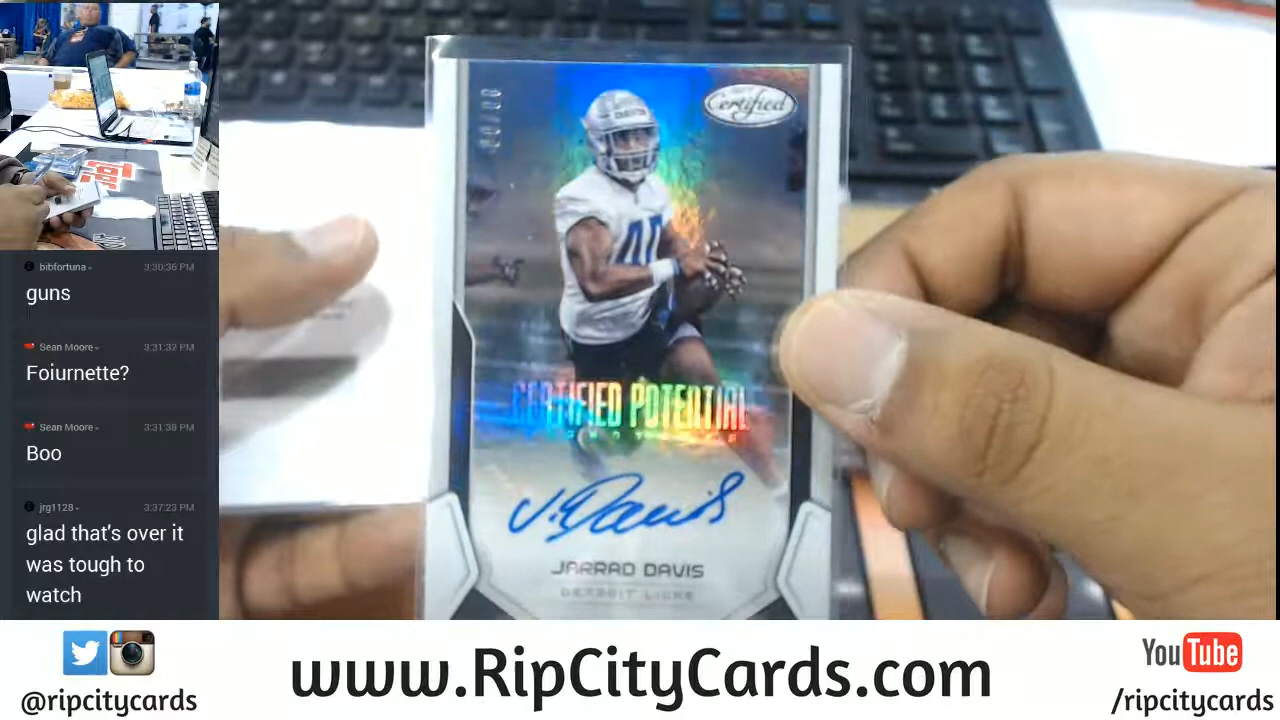 bibfortuna
3:30:36 PM
guns
Sean Moore
3:31:32 PM
Foiurnette?
Sean Moore
3:31:38 PM
Boo
jrg1128
3:37:23 PM
glad that's over it
was tough to
watch
Certified
40
CERTIFIED POTENTIAL
J. Davis
JARRAD DAVIS
DETROIT LIONS
@ripcitycards
www.RipCityCards.com
YouTube
/ripcitycards